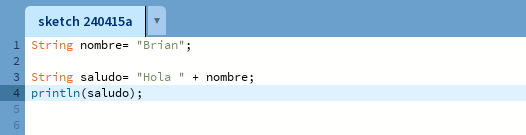 sketch 240415a ▼
1 String nombre= "Brian";
2
3 String saludo= "Hola " + nombre;
4 println(saludo);
5
6